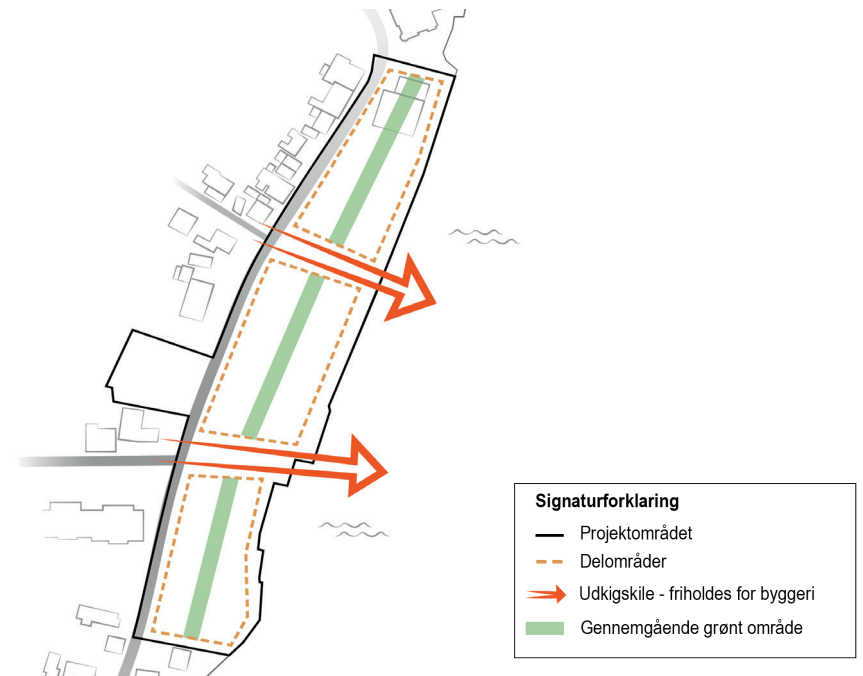 Signaturforklaring
Projektområdet
Delområder
Udkigskile - friholdes for byggeri
Gennemgående grønt område